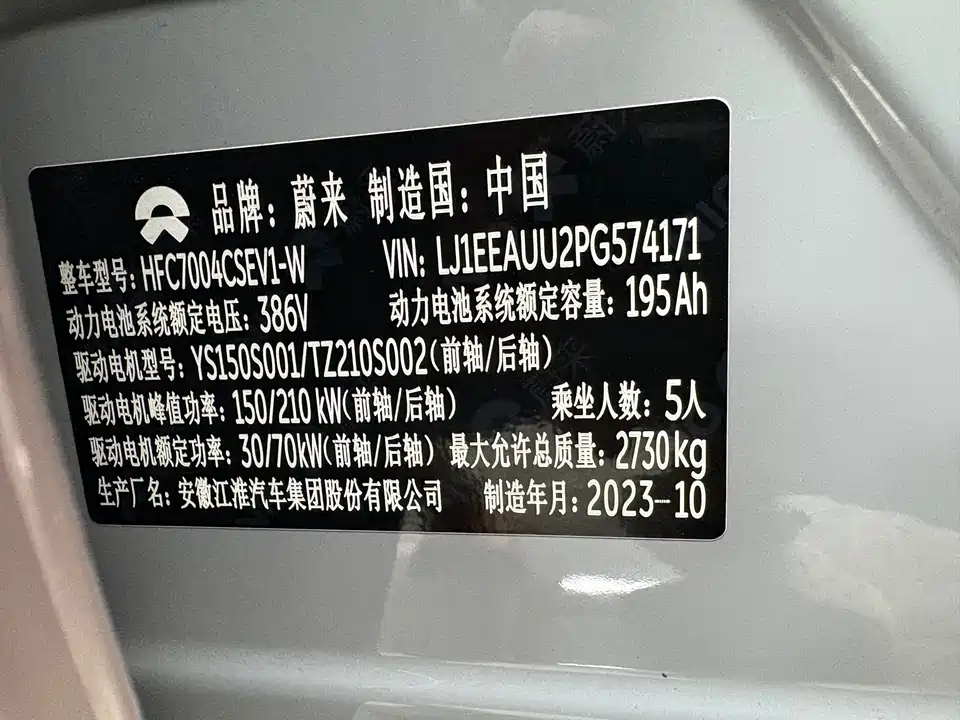 品牌：蔚来 制造国：中国
整车型号：HFC7004CSEV1-W VIN: LJ1EEAUU2PG574171
动力电池系统额定电压：386V 动力电池系统额定容量：195Ah
驱动电机型号：YS150S001/TZ210S002(前轴/后轴)
驱动电机峰值功率：150/210kW(前轴/后轴) 乘坐人数：5人
驱动电机额定功率：30/70kW(前轴/后轴) 最大允许总质量：2730kg
生产厂名：安徽江淮汽车集团股份有限公司 制造年月：2023-10